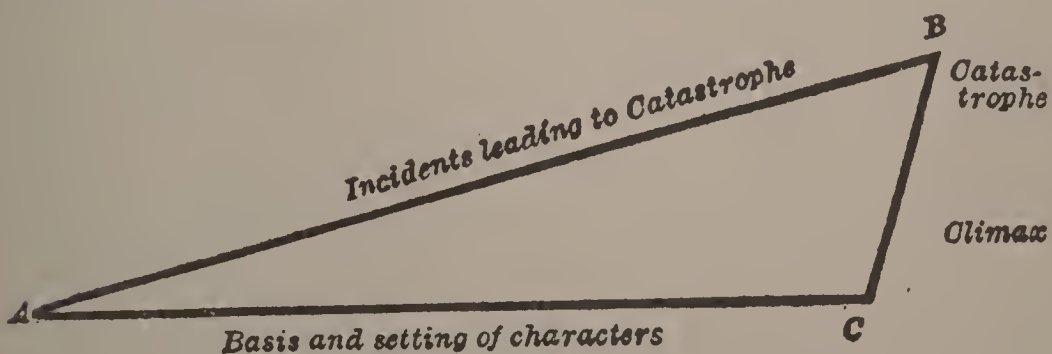 B
Catas-
trophe
Incidents leading to Catastrophe
Climax
A
C
Basis and setting of characters